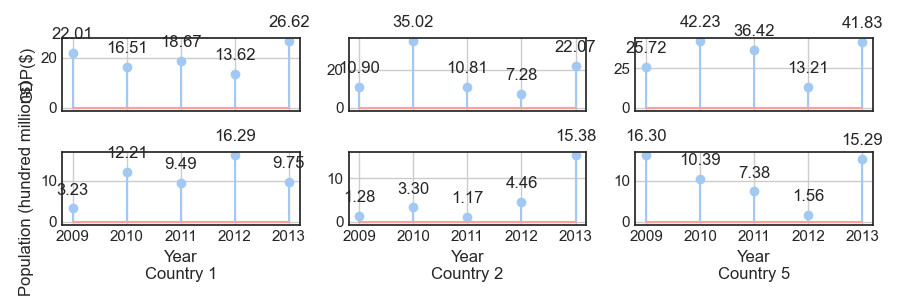 26.62 35.02 42.23 41.83
22.01 16.51 18.67 13.62 10.90 10.81 7.28 22.07 25.72 36.42 13.21
GDP($)
20 20 25
0 0 0
16.29 15.38 16.30 15.29
3.23 12.21 9.49 9.75 1.28 3.30 1.17 4.46 10.39 7.38 1.56
Population (hundred millions)
10 10 10
0 0 0
2009 2010 2011 2012 2013 2009 2010 2011 2012 2013 2009 2010 2011 2012 2013
Year Year Year
Country 1 Country 2 Country 5